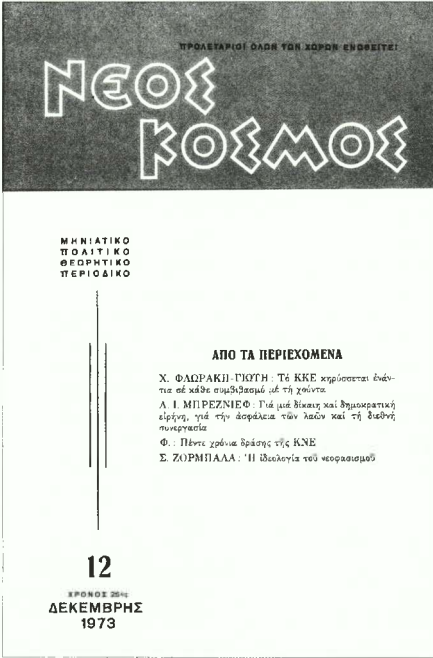 ΠΡΟΛΕΤΑΡΙΟΙ ΟΛΩΝ ΤΩΝ ΧΩΡΩΝ ΕΝΩΘΕΙΤΕ!
ΝΕΟΣ
ΚΟΣΜΟΣ
ΜΗΝΙΑΤΙΚΟ
ΠΟΛΙΤΙΚΟ
ΘΕΩΡΗΤΙΚΟ
ΠΕΡΙΟΔΙΚΟ
ΑΠΟ ΤΑ ΠΕΡΙΕΧΟΜΕΝΑ
Χ. ΦΛΩΡΑΚΗ-ΓΙΩΤΗ : Τό ΚΚΕ κηρύσσεται ἐνάν-
τια σέ κάθε συμβιβασμό μέ τή χούντα
Λ. Ι. ΜΠΡΕΖΝΙΕΦ : Γιά μιά δίκαιη καί δημοκρατική
εἰρήνη, γιά τήν ἀσφάλεια τῶν λαῶν καί τή διεθνή
συνεργασία
Φ. : Πέντε χρόνια δράσης τῆς ΚΝΕ
Σ. ΖΟΡΜΠΑΛΑ : Ἡ ἰδεολογία τοῦ νεοφασισμοῦ
12
ΧΡΟΝΟΣ 25ος
ΔΕΚΕΜΒΡΗΣ
1973